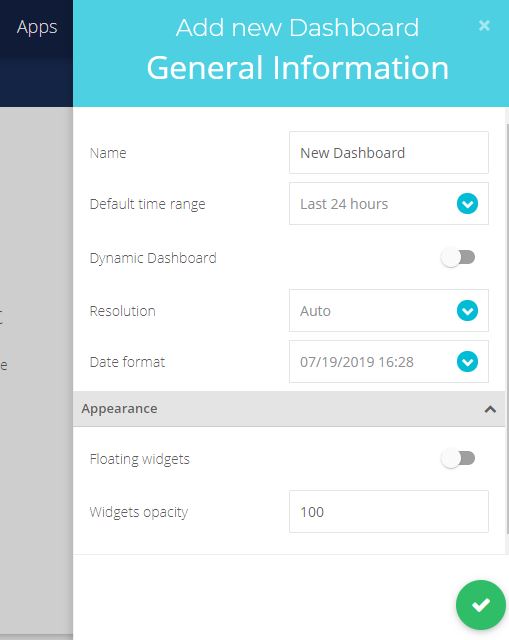 Apps
Add new Dashboard
General Information
Name
New Dashboard
Default time range
Last 24 hours
Dynamic Dashboard
Resolution
Auto
Date format
07/19/2019 16:28
e
Appearance
Floating widgets
Widgets opacity
100